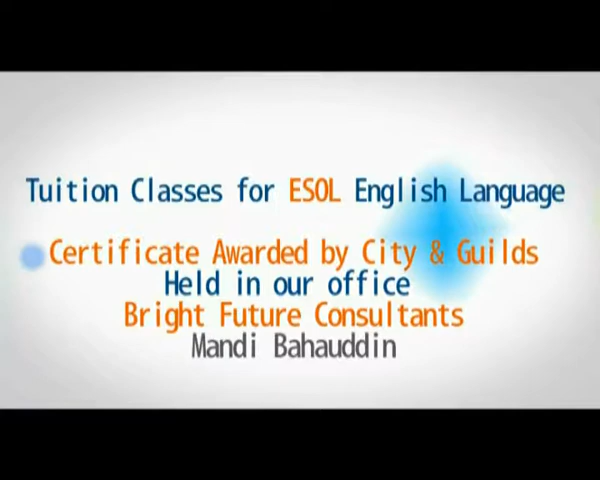 Tuition Classes for ESOL English Language
Certificate Awarded by City & Guilds
Held in our office
Bright Future Consultants
Mandi Bahauddin